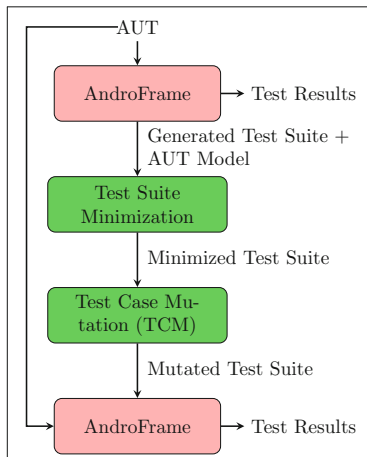 AUT
AndroFrame
Test Results
Generated Test Suite +
AUT Model
Test Suite
Minimization
Minimized Test Suite
Test Case Mu-
tation (TCM)
Mutated Test Suite
AndroFrame
Test Results